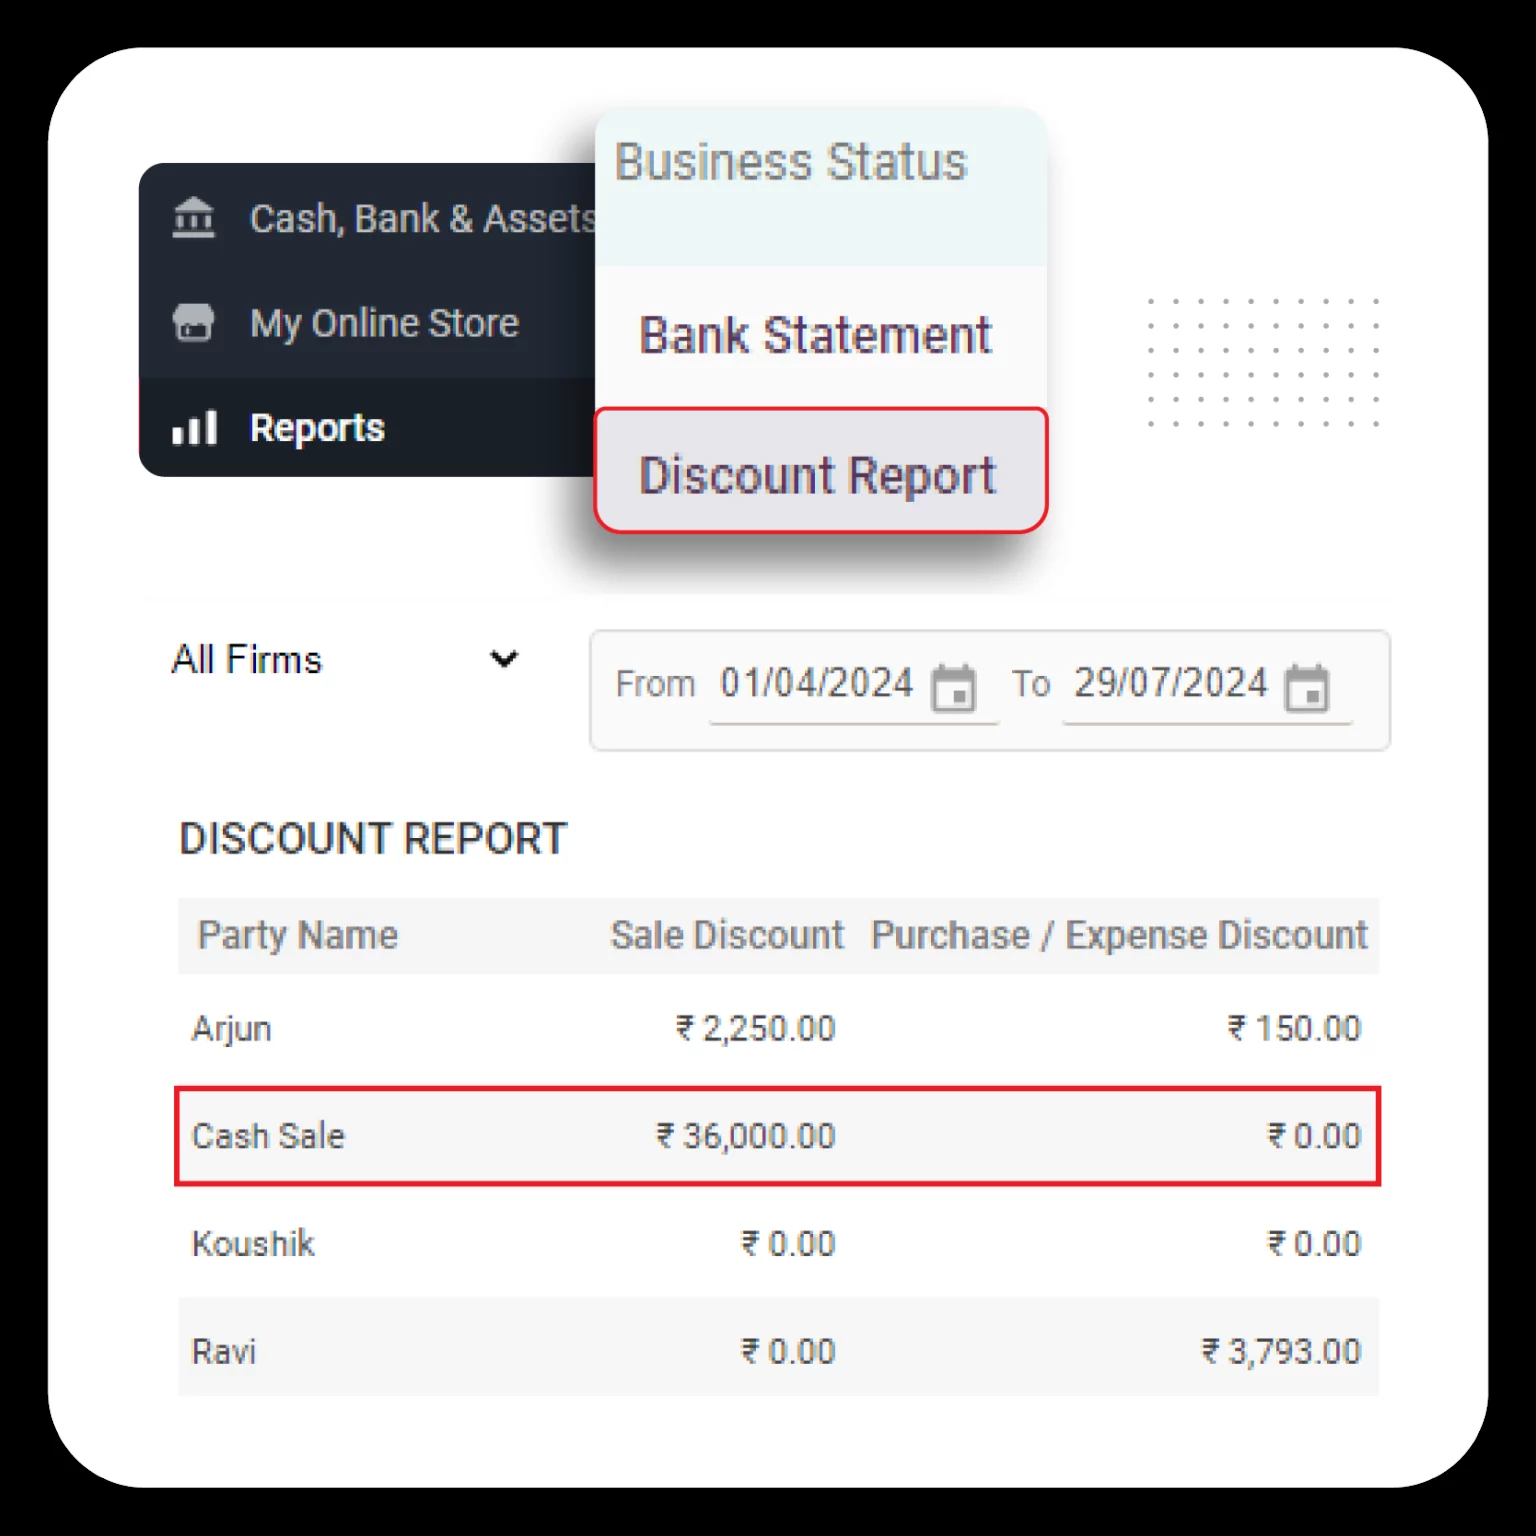 Business Status
Cash, Bank & Assets
My Online Store
Bank Statement
Reports
Discount Report
All Firms
From 01/04/2024 To 29/07/2024
DISCOUNT REPORT
Party Name Sale Discount Purchase / Expense Discount
Arjun ₹ 2,250.00 ₹ 150.00
Cash Sale ₹ 36,000.00 ₹ 0.00
Koushik ₹ 0.00 ₹ 0.00
Ravi ₹ 0.00 ₹ 3,793.00